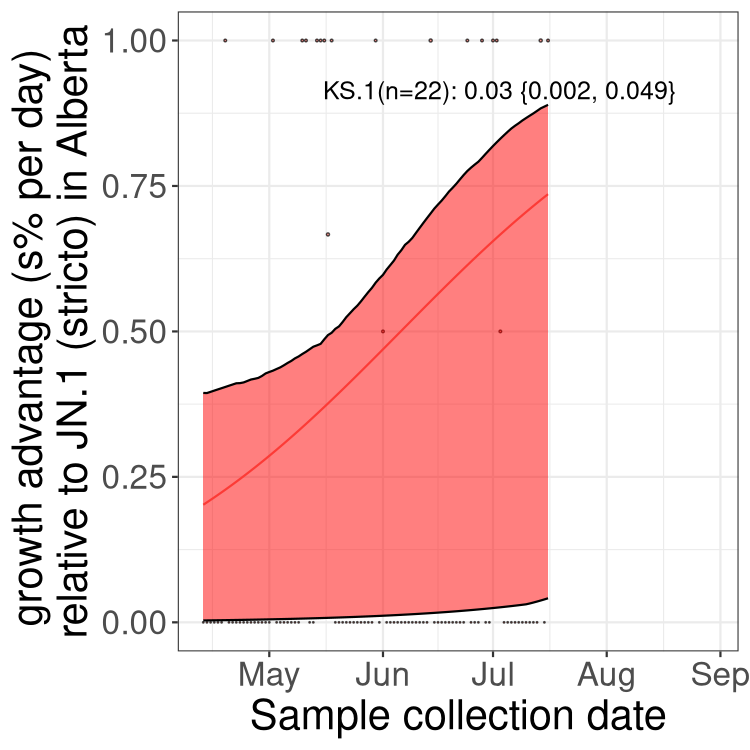 growth advantage (s% per day)
relative to JN.1 (stricto) in Alberta
1.00
0.75
0.50
0.25
0.00
KS.1(n=22): 0.03 {0.002, 0.049}
May Jun Jul Aug Sep
Sample collection date